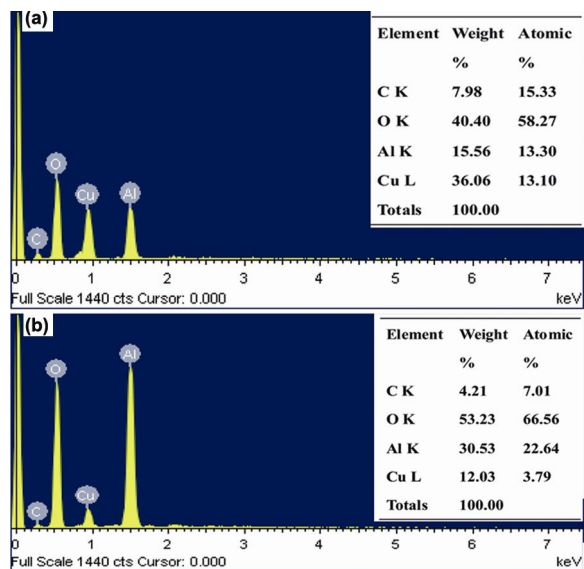 (a)
Element Weight Atomic
% %
C K 7.98 15.33
O K 40.40 58.27
Al K 15.56 13.30
Cu L 36.06 13.10
Totals 100.00
O
Cu
Al
C
0 1 2 3 4 5 6 7
Full Scale 1440 cts Cursor: 0.000 keV
(b)
Element Weight Atomic
% %
C K 4.21 7.01
O K 53.23 66.56
Al K 30.53 22.64
Cu L 12.03 3.79
Totals 100.00
O
Al
Cu
C
0 1 2 3 4 5 6 7
Full Scale 1440 cts Cursor: 0.000 keV